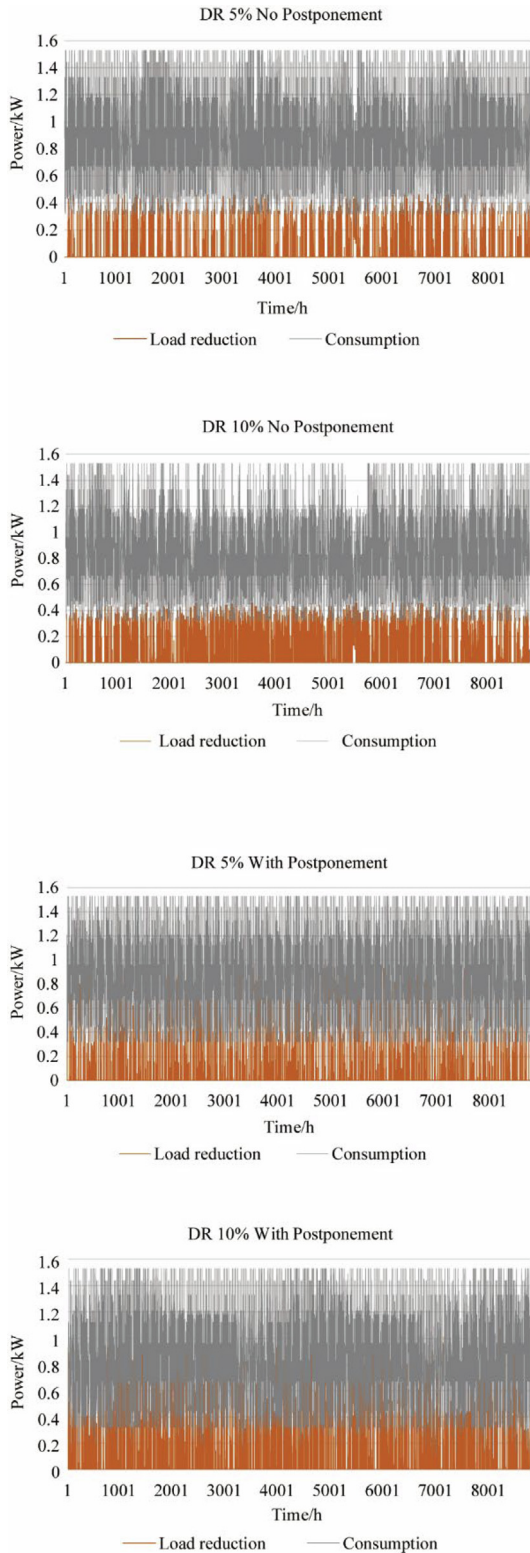 DR 5% No Postponement
1.6
1.4
1.2
1
0.8
0.6
0.4
0.2
0
Power/kW
1 1001 2001 3001 4001 5001 6001 7001 8001
Time/h
Load reduction Consumption
DR 10% No Postponement
1.6
1.4
1.2
1
0.8
0.6
0.4
0.2
0
Power/kW
1 1001 2001 3001 4001 5001 6001 7001 8001
Time/h
Load reduction Consumption
DR 5% With Postponement
1.6
1.4
1.2
1
0.8
0.6
0.4
0.2
0
Power/kW
1 1001 2001 3001 4001 5001 6001 7001 8001
Time/h
Load reduction Consumption
DR 10% With Postponement
1.6
1.4
1.2
1
0.8
0.6
0.4
0.2
0
Power/kW
1 1001 2001 3001 4001 5001 6001 7001 8001
Time/h
Load reduction Consumption